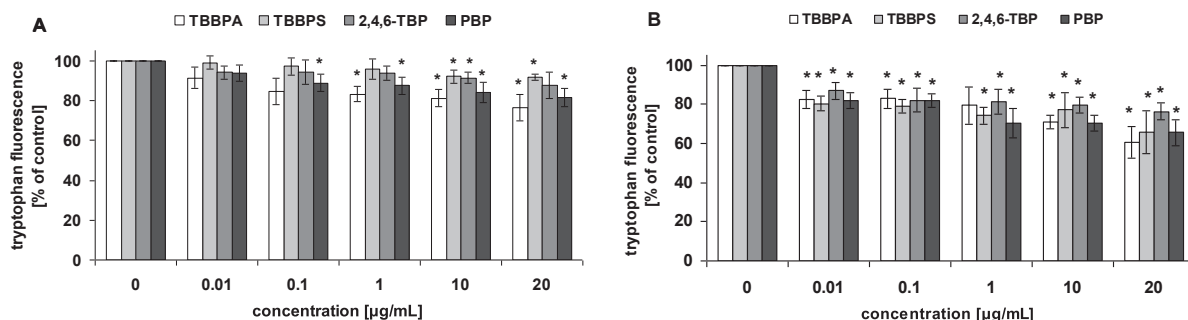 A
TBBPA TBBPS 2,4,6-TBP PBP
tryptophan fluorescence
[% of control]
100
80
60
40
20
0
* * * * * * * * * *
0 0.01 0.1 1 10 20
concentration [µg/mL]
B
TBBPA TBBPS 2,4,6-TBP PBP
tryptophan fluorescence
[% of control]
100
80
60
40
20
0
* * * * * * * * * * * * * * * * * * *
0 0.01 0.1 1 10 20
concentration [µg/mL]